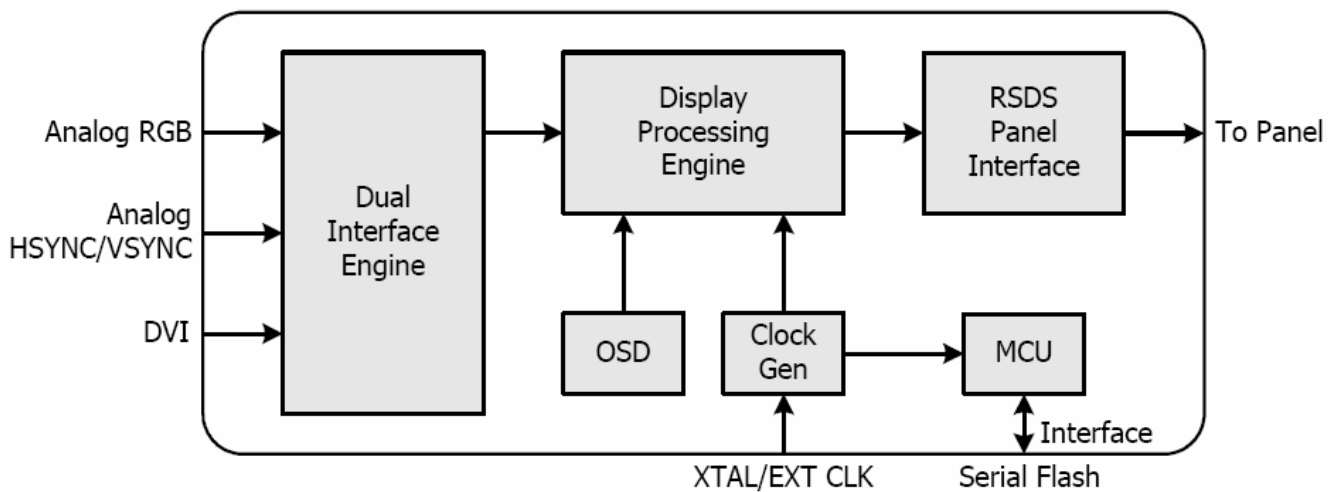 Analog RGB
Analog
HSYNC/VSYNC
DVI
Dual
Interface
Engine
Display
Processing
Engine
RSDS
Panel
Interface
To Panel
OSD
Clock
Gen
MCU
Interface
XTAL/EXT CLK
Serial Flash